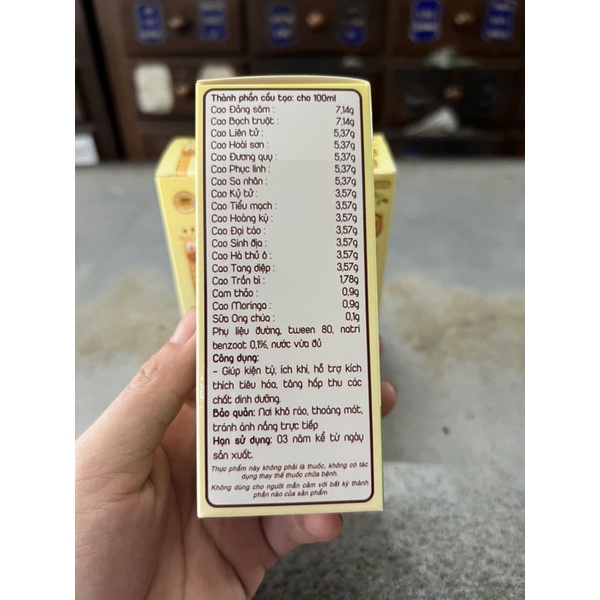 Thành phần cấu tạo: cho 100ml
Cao Đảng sâm : 7,14g
Cao Bạch truật : 7,14g
Cao Liên tử : 5,37g
Cao Hoài sơn : 5,37g
Cao Đương quy : 5,37g
Cao Phục linh : 5,37g
Cao Sa nhân : 5,37g
Cao Kỷ tử : 3,57g
Cao Tiểu mạch : 3,57g
Cao Hoàng kỳ : 3,57g
Cao Đại táo : 3,57g
Cao Sinh địa : 3,57g
Cao Hà thủ ô : 3,57g
Cao Tang diệp : 3,57g
Cao Trần bì : 1,78g
Cam thảo : 0,9g
Cao Moringa : 0,9g
Sữa Ong chúa : 0,1g
Phụ liệu đường, tween 80, natri
benzoat 0,1%, nước vừa đủ
Công dụng:
- Giúp kiện tỳ, ích khí, hỗ trợ kích
thích tiêu hóa, tăng hấp thu các
chất dinh dưỡng.
Bảo quản: Nơi khô ráo, thoáng mát,
tránh ánh nắng trực tiếp
Hạn sử dụng: 03 năm kể từ ngày
sản xuất.
Thực phẩm này không phải là thuốc, không có tác
dụng thay thế thuốc chữa bệnh.
Không dùng cho người mẫn cảm với bất kỳ thành
phần nào của sản phẩm